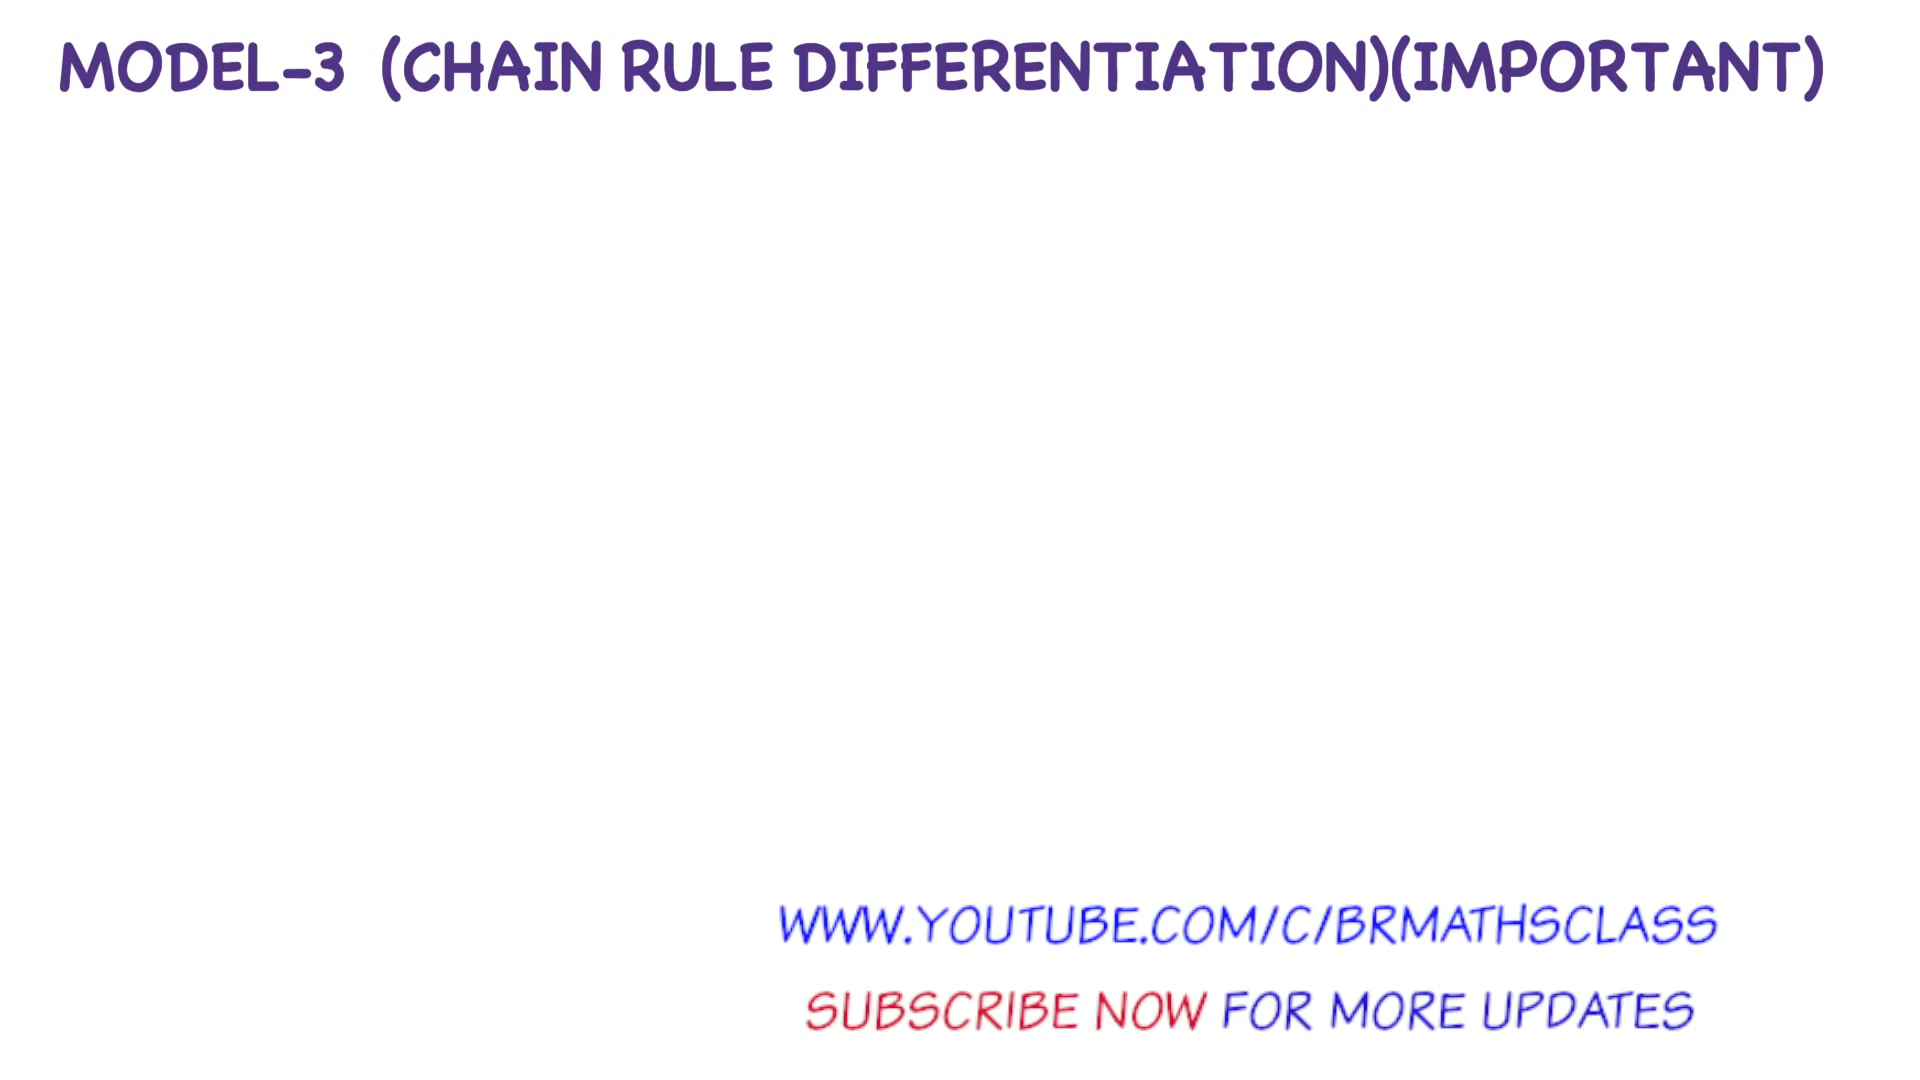 MODEL-3 (CHAIN RULE DIFFERENTIATION)(IMPORTANT)
WWW.YOUTUBE.COM/C/BRMATHSCLASS
SUBSCRIBE NOW FOR MORE UPDATES